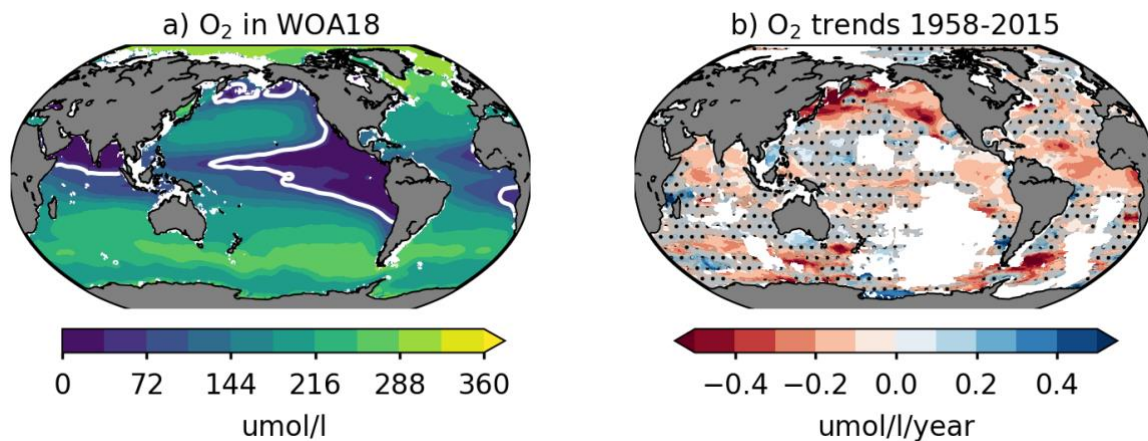 a) O₂ in WOA18
0 72 144 216 288 360
umol/l
b) O₂ trends 1958-2015
−0.4 −0.2 0.0 0.2 0.4
umol/l/year